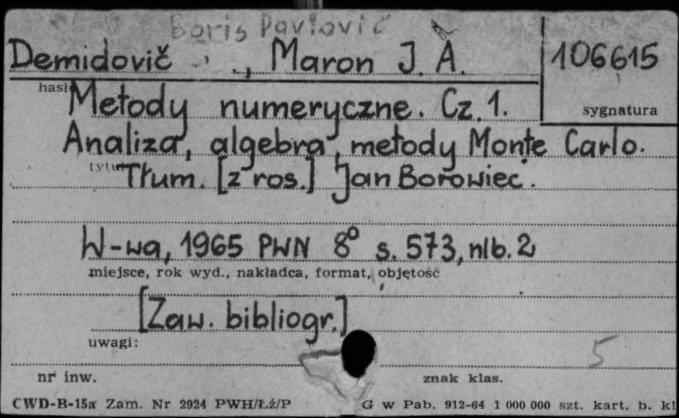 Boris Pavlovič
Demidovič , ., Maron J. A.
106615
hasło
sygnatura
Metody numeryczne. Cz. 1.
Analiza, algebra, metody Monte Carlo.
tytuł
Tłum. [z ros.] Jan Borowiec.
W-wa, 1965 PWN 8° s. 573, nlb. 2
miejsce, rok wyd., nakładca, format, objętość
[Zaw. bibliogr.]
uwagi:
5
nr inw.
znak klas.
CWD-B-15a Zam. Nr 2924 PWH/Łź/P
G w Pab. 912-64 1 000 000 szt. kart. b. kl